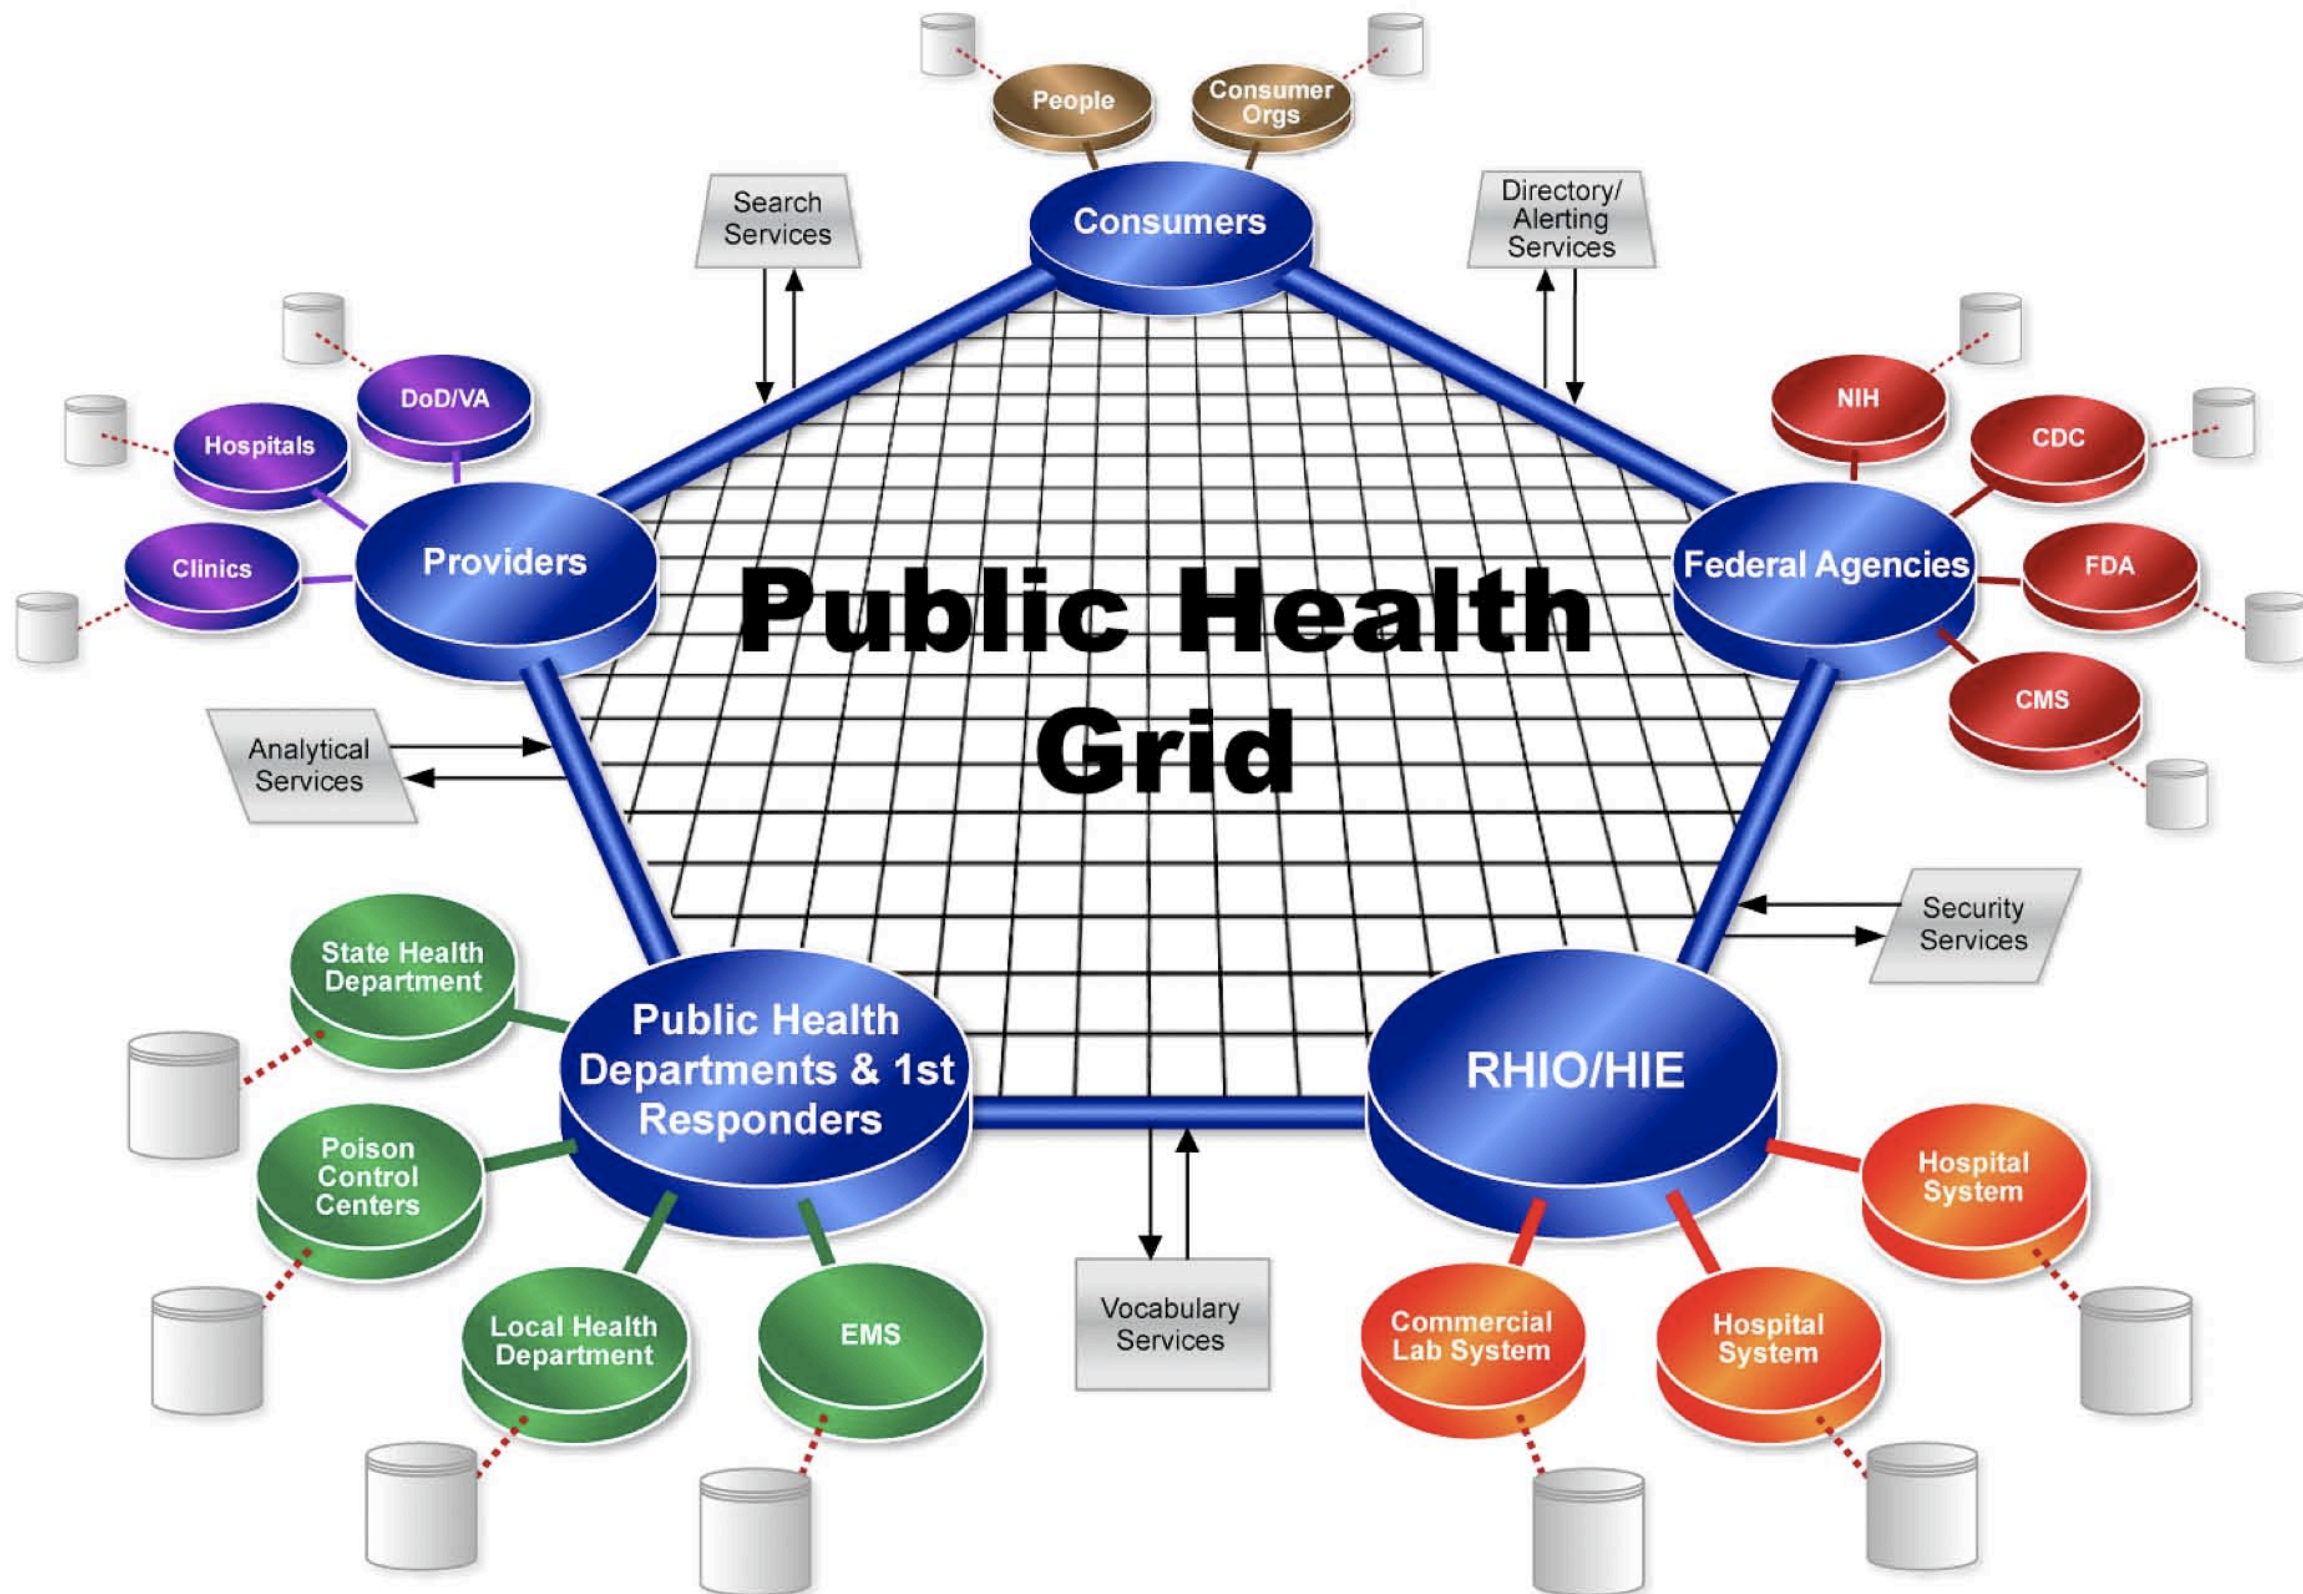 People
Consumer
Orgs
Search
Services
Consumers
Directory/
Alerting
Services
DoD/VA
NIH
Hospitals
CDC
Clinics
Providers
Federal Agencies
FDA
Public Health
Grid
CMS
Analytical
Services
Security
Services
State Health
Department
Public Health
Departments & 1st
Responders
RHIO/HIE
Poison
Control
Centers
Hospital
System
Local Health
Department
EMS
Vocabulary
Services
Commercial
Lab System
Hospital
System